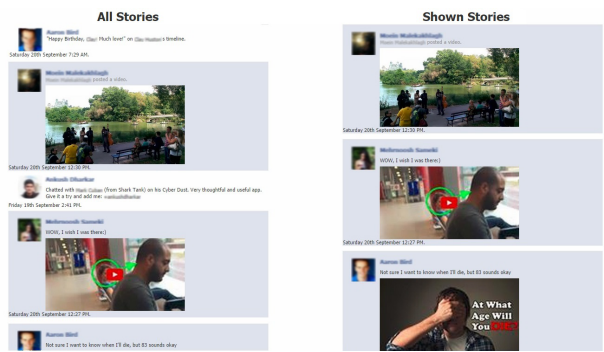 All Stories
"Happy Birthday, Much love!" on 's timeline.
Saturday 20th September 7:29 AM.
posted a video.
Saturday 20th September 12:30 PM.
Chatted with (from Shark Tank) on his Cyber Dust. Very thoughtful and useful app.
Give it a try and add me:
Friday 19th September 2:41 PM.
WOW, I wish I was there:)
Saturday 20th September 12:27 PM.
Aaron Bird
Not sure I want to know when I'll die, but 83 sounds okay
Shown Stories
posted a video.
Saturday 20th September 12:30 PM.
WOW, I wish I was there:)
Saturday 20th September 12:27 PM.
Not sure I want to know when I'll die, but 83 sounds okay
At What
Age Will
You DIE?